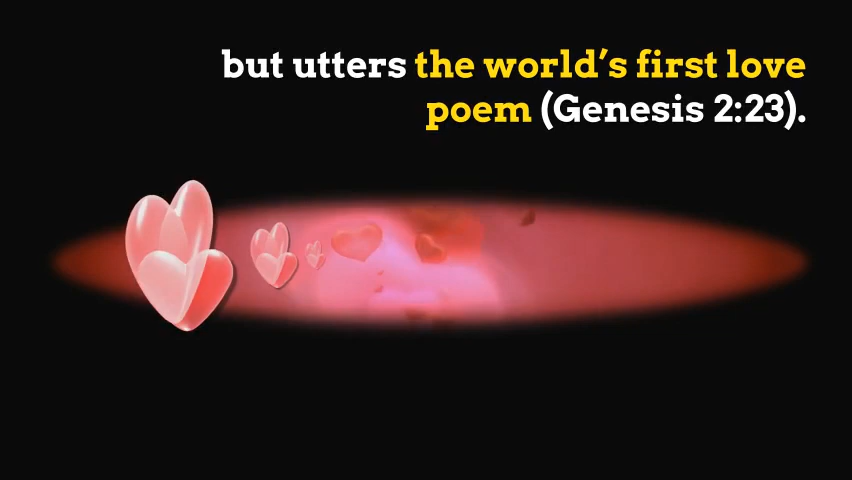 but utters the world’s first love
poem (Genesis 2:23).